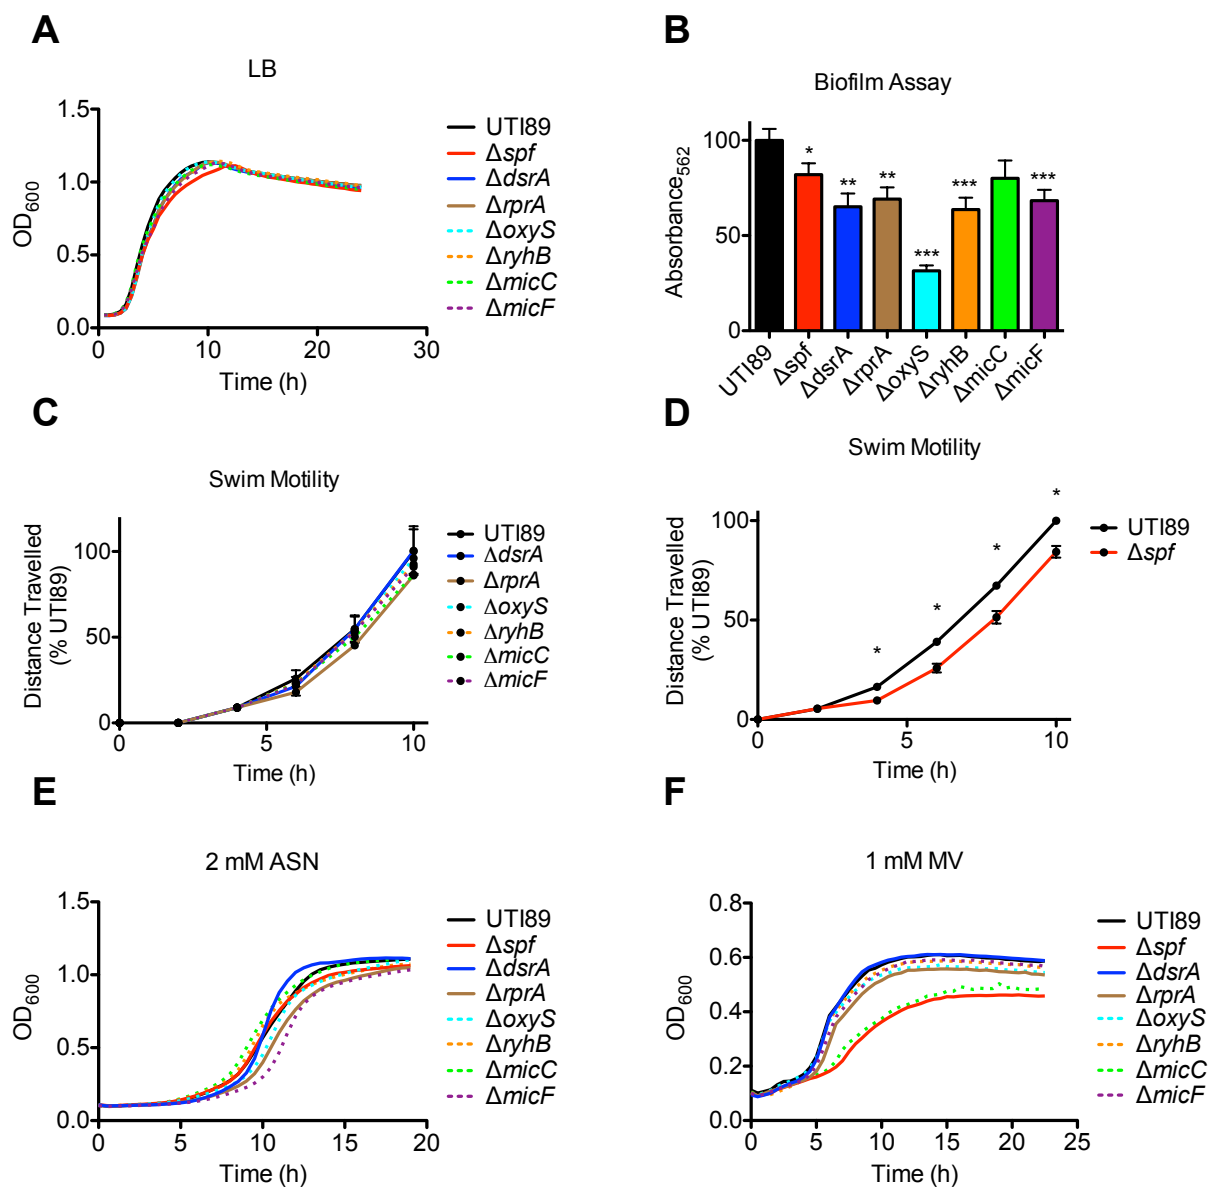 A
LB
1.5
1.0
0.5
0.0
OD600
0
10
20
30
Time (h)
UTI89
Δspf
ΔdsrA
ΔrprA
ΔoxyS
ΔryhB
ΔmicC
ΔmicF
B
Biofilm Assay
100
50
0
Absorbance562
*
**
**
***
***
***
UTI89
Δspf
ΔdsrA
ΔrprA
ΔoxyS
ΔryhB
ΔmicC
ΔmicF
C
Swim Motility
100
50
0
Distance Travelled
(% UTI89)
0
5
10
Time (h)
UTI89
ΔdsrA
ΔrprA
ΔoxyS
ΔryhB
ΔmicC
ΔmicF
D
Swim Motility
100
50
0
Distance Travelled
(% UTI89)
*
*
*
*
0
5
10
Time (h)
UTI89
Δspf
E
2 mM ASN
1.5
1.0
0.5
0.0
OD600
0
5
10
15
20
Time (h)
UTI89
Δspf
ΔdsrA
ΔrprA
ΔoxyS
ΔryhB
ΔmicC
ΔmicF
F
1 mM MV
0.8
0.6
0.4
0.2
0.0
OD600
0
5
10
15
20
25
Time (h)
UTI89
Δspf
ΔdsrA
ΔrprA
ΔoxyS
ΔryhB
ΔmicC
ΔmicF